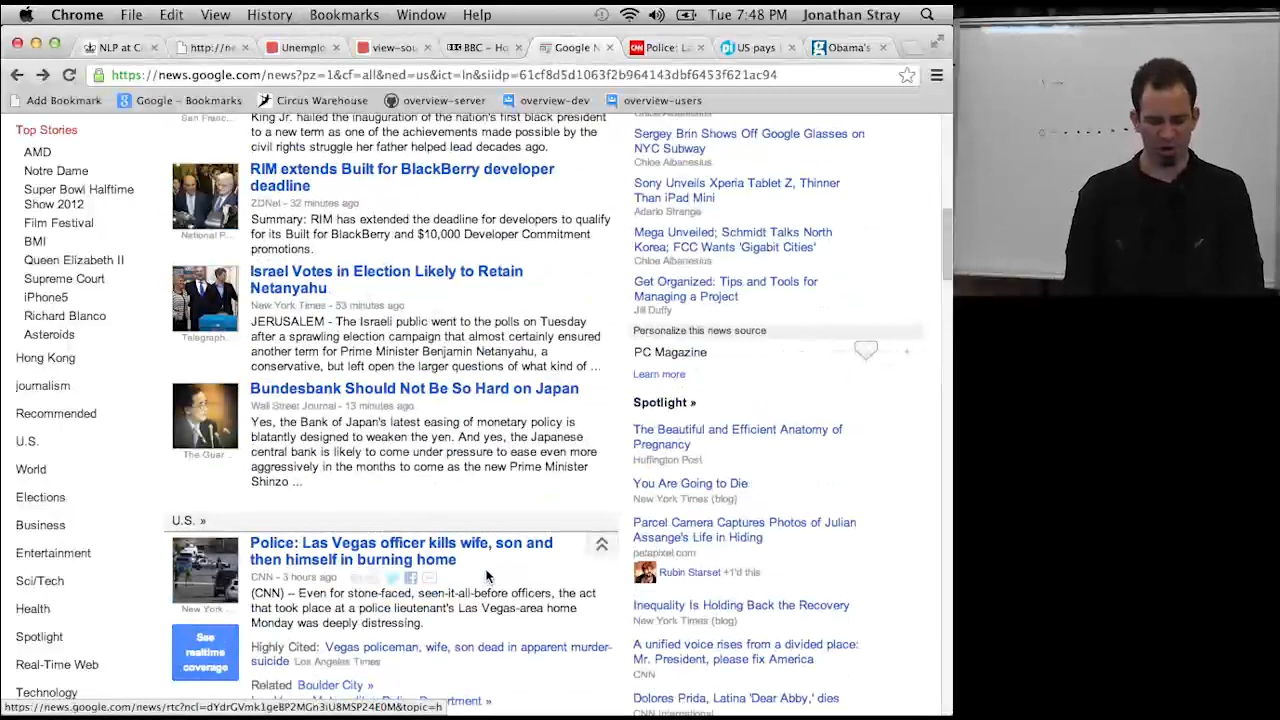 Chrome File Edit View History Bookmarks Window Help Tue 7:48 PM Jonathan Stray
NLP at C http://ne Unemplo view-sou BBC - Ho Google N Police: L US pays Obama's
https://news.google.com/news?pz=1&cf=all&ned=us&ict=ln&siidp=61cf8d5d1063f2b964143dbf6453f621ac94
Add Bookmark Google - Bookmarks Circus Warehouse overview-server overview-dev overview-users
Top Stories
AMD
Notre Dame
Super Bowl Halftime
Show 2012
Film Festival
BMI
Queen Elizabeth II
Supreme Court
iPhone5
Richard Blanco
Asteroids
Hong Kong
journalism
Recommended
U.S.
World
Elections
Business
Entertainment
Sci/Tech
Health
Spotlight
Real-Time Web
Technology
San Franc...
King Jr. hailed the inauguration of the nation's first black president
to a new term as one of the achievements made possible by the
civil rights struggle her father helped lead decades ago.
RIM extends Built for BlackBerry developer
deadline
ZDNet - 32 minutes ago
National P...
Summary: RIM has extended the deadline for developers to qualify
for its Built for BlackBerry and $10,000 Developer Commitment
promotions.
Israel Votes in Election Likely to Retain
Netanyahu
New York Times - 53 minutes ago
Telegraph...
JERUSALEM - The Israeli public went to the polls on Tuesday
after a sprawling election campaign that almost certainly ensured
another term for Prime Minister Benjamin Netanyahu, a
conservative, but left open the larger questions of what kind of ...
Bundesbank Should Not Be So Hard on Japan
Wall Street Journal - 13 minutes ago
The Guar...
Yes, the Bank of Japan's latest easing of monetary policy is
blatantly designed to weaken the yen. And yes, the Japanese
central bank is likely to come under pressure to ease even more
aggressively in the months to come as the new Prime Minister
Shinzo ...
U.S. »
Police: Las Vegas officer kills wife, son and
then himself in burning home
CNN - 3 hours ago
New York ...
(CNN) -- Even for stone-faced, seen-it-all-before officers, the act
that took place at a police lieutenant's Las Vegas-area home
Monday was deeply distressing.
See
realtime
coverage
Highly Cited: Vegas policeman, wife, son dead in apparent murder-
suicide Los Angeles Times
Related Boulder City »
Sergey Brin Shows Off Google Glasses on
NYC Subway
Chloe Albanesius
Sony Unveils Xperia Tablet Z, Thinner
Than iPad Mini
Adario Strange
Mega Unveiled; Schmidt Talks North
Korea; FCC Wants 'Gigabit Cities'
Chloe Albanesius
Get Organized: Tips and Tools for
Managing a Project
Jill Duffy
Personalize this news source
PC Magazine
Learn more
Spotlight »
The Beautiful and Efficient Anatomy of
Pregnancy
Huffington Post
You Are Going to Die
New York Times (blog)
Parcel Camera Captures Photos of Julian
Assange's Life in Hiding
petapixel.com
Rubin Starset +1'd this
Inequality Is Holding Back the Recovery
New York Times (blog)
A unified voice rises from a divided place:
Mr. President, please fix America
CNN
Dolores Prida, Latina 'Dear Abby,' dies
https://news.google.com/news/rtc?ncl=dYdrGVmk1geBP2MGn3iU8MSP24E0M&topic=h